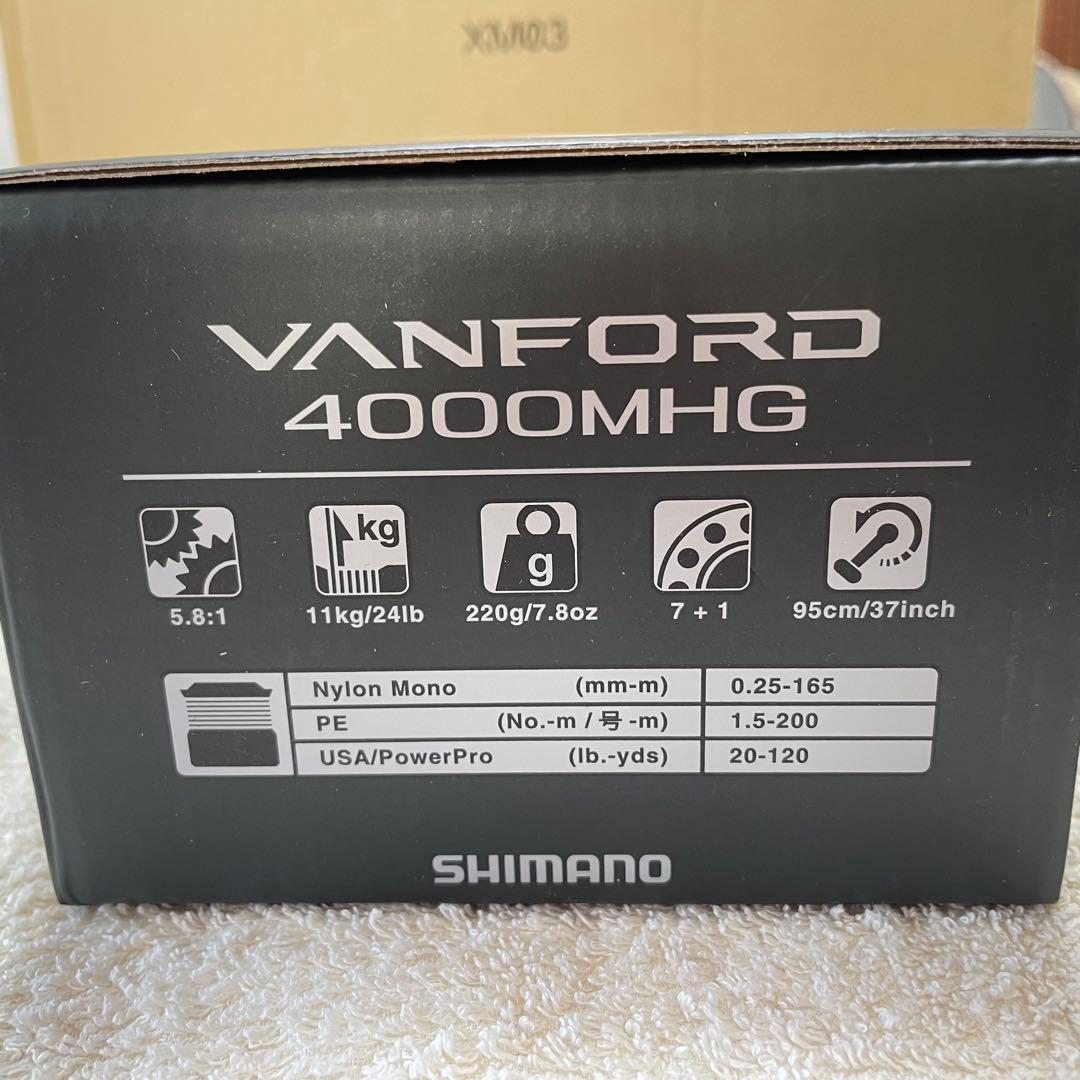 VANFORD
4000MHG
kg
g
5.8:1 11kg/24lb 220g/7.8oz 7 + 1 95cm/37inch
Nylon Mono (mm-m) 0.25-165
PE (No.-m / 号 -m) 1.5-200
USA/PowerPro (lb.-yds) 20-120
SHIMANO